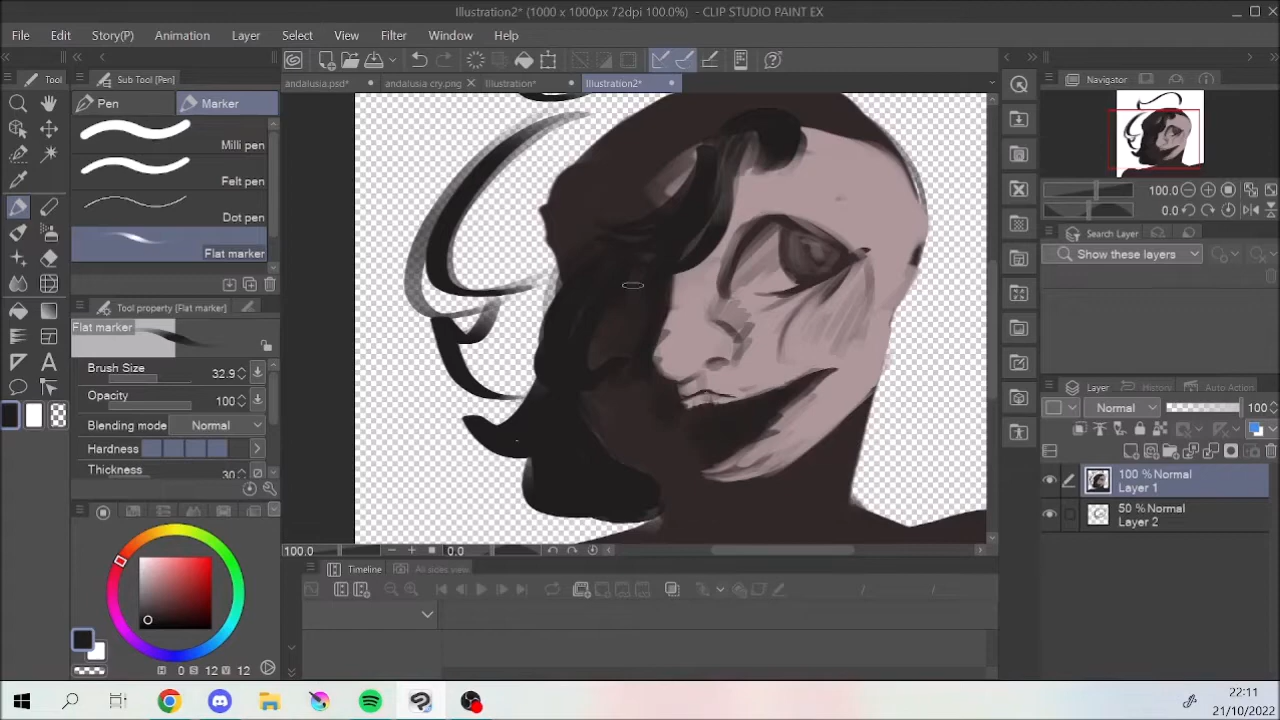 Illustration2* (1000 x 1000px 72dpi 100.0%) - CLIP STUDIO PAINT EX
File Edit Story(P) Animation Layer Select View Filter Window Help
Tool Sub Tool [Pen] andalusia.psd* andalusia cry.png Illustration* Illustration2* Navigator
Pen Marker
Milli pen
Felt pen
Dot pen
Flat marker
100.0
0.0
Search Layer
Show these layers
Tool property [Flat marker]
Flat marker
Brush Size 32.9
Opacity 100
Blending mode Normal
Hardness
Thickness 30
Layer History Auto Action
Normal 100
100 % Normal
Layer 1
50 % Normal
Layer 2
100.0 0.0
Timeline All sides view
H 0 S 12 V 12
22:11
21/10/2022